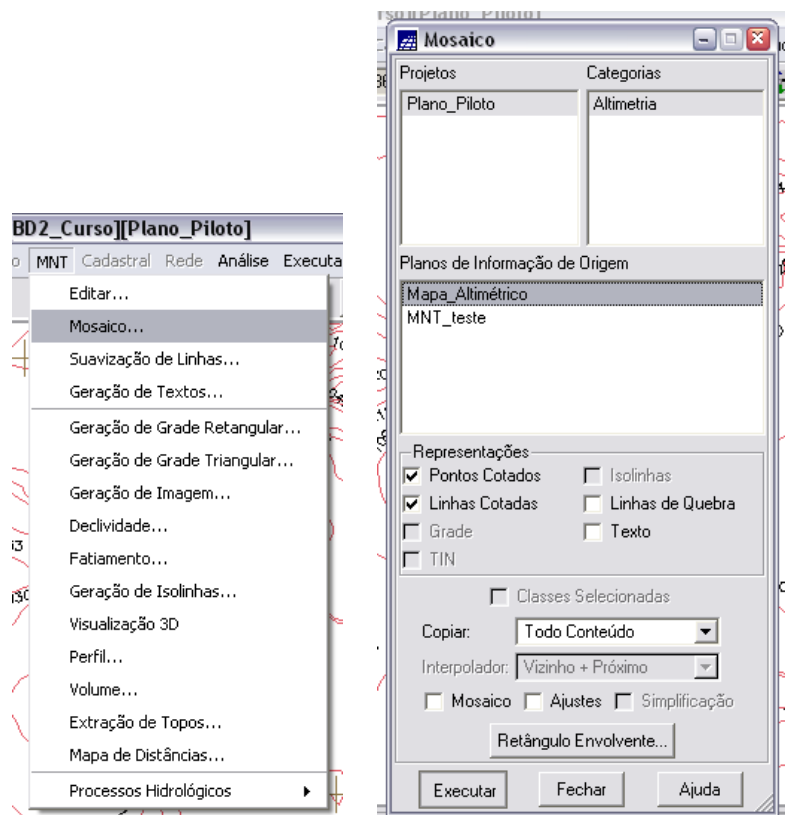 BD2_Curso][Plano_Piloto]
MNT Cadastral Rede Análise Executa
Editar...
Mosaico...
Suavização de Linhas...
Geração de Textos...
Geração de Grade Retangular...
Geração de Grade Triangular...
Geração de Imagem...
Declividade...
Fatiamento...
Geração de Isolinhas...
Visualização 3D
Perfil...
Volume...
Extração de Topos...
Mapa de Distâncias...
Processos Hidrológicos
Mosaico
Projetos Categorias
Plano_Piloto Altimetria
Planos de Informação de Origem
Mapa_Altimétrico
MNT_teste
Representações
Pontos Cotados Isolinhas
Linhas Cotadas Linhas de Quebra
Grade Texto
TIN
Classes Selecionadas
Copiar: Todo Conteúdo
Interpolador: Vizinho + Próximo
Mosaico Ajustes Simplificação
Retângulo Envolvente...
Executar Fechar Ajuda